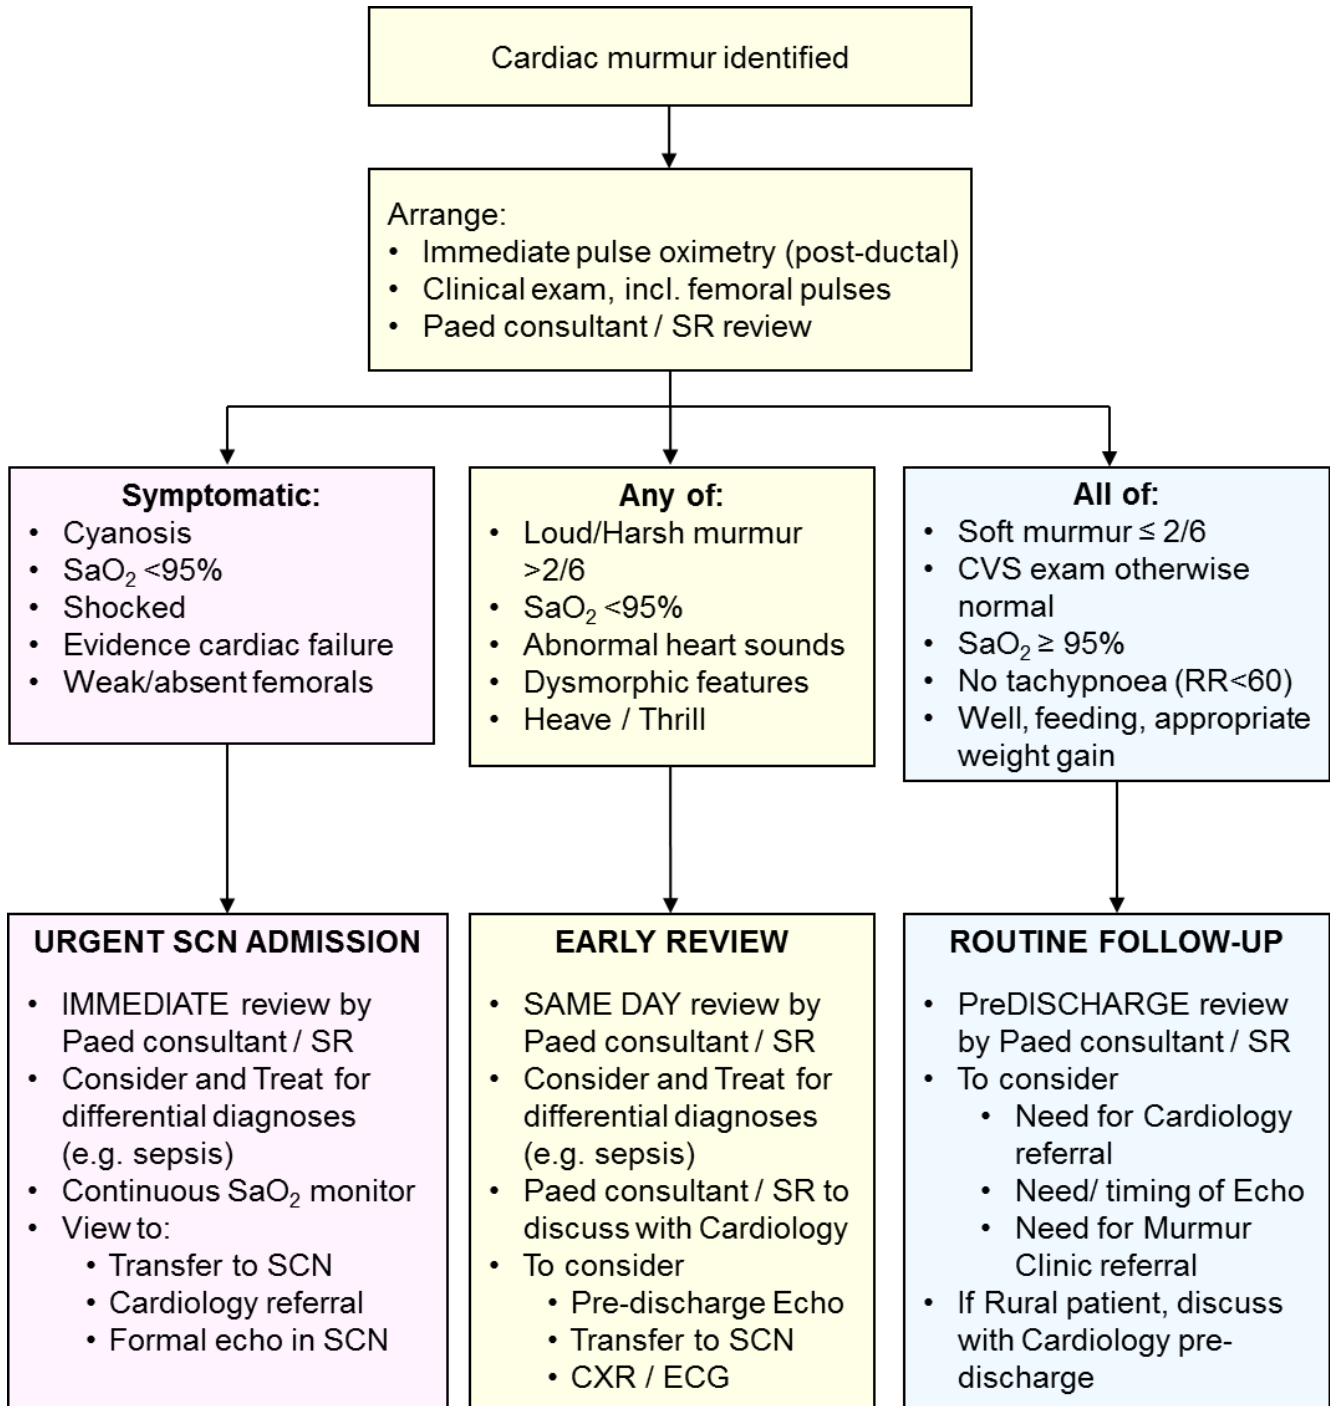 Cardiac murmur identified
Arrange:
• Immediate pulse oximetry (post-ductal)
• Clinical exam, incl. femoral pulses
• Paed consultant / SR review
Symptomatic:
• Cyanosis
• SaO₂ <95%
• Shocked
• Evidence cardiac failure
• Weak/absent femorals
Any of:
• Loud/Harsh murmur
>2/6
• SaO₂ <95%
• Abnormal heart sounds
• Dysmorphic features
• Heave / Thrill
All of:
• Soft murmur ≤ 2/6
• CVS exam otherwise
normal
• SaO₂ ≥ 95%
• No tachypnoea (RR<60)
• Well, feeding, appropriate
weight gain
URGENT SCN ADMISSION
• IMMEDIATE review by
Paed consultant / SR
• Consider and Treat for
differential diagnoses
(e.g. sepsis)
• Continuous SaO₂ monitor
• View to:
• Transfer to SCN
• Cardiology referral
• Formal echo in SCN
EARLY REVIEW
• SAME DAY review by
Paed consultant / SR
• Consider and Treat for
differential diagnoses
(e.g. sepsis)
• Paed consultant / SR to
discuss with Cardiology
• To consider
• Pre-discharge Echo
• Transfer to SCN
• CXR / ECG
ROUTINE FOLLOW-UP
• PreDISCHARGE review
by Paed consultant / SR
• To consider
• Need for Cardiology
referral
• Need/ timing of Echo
• Need for Murmur
Clinic referral
• If Rural patient, discuss
with Cardiology pre-
discharge